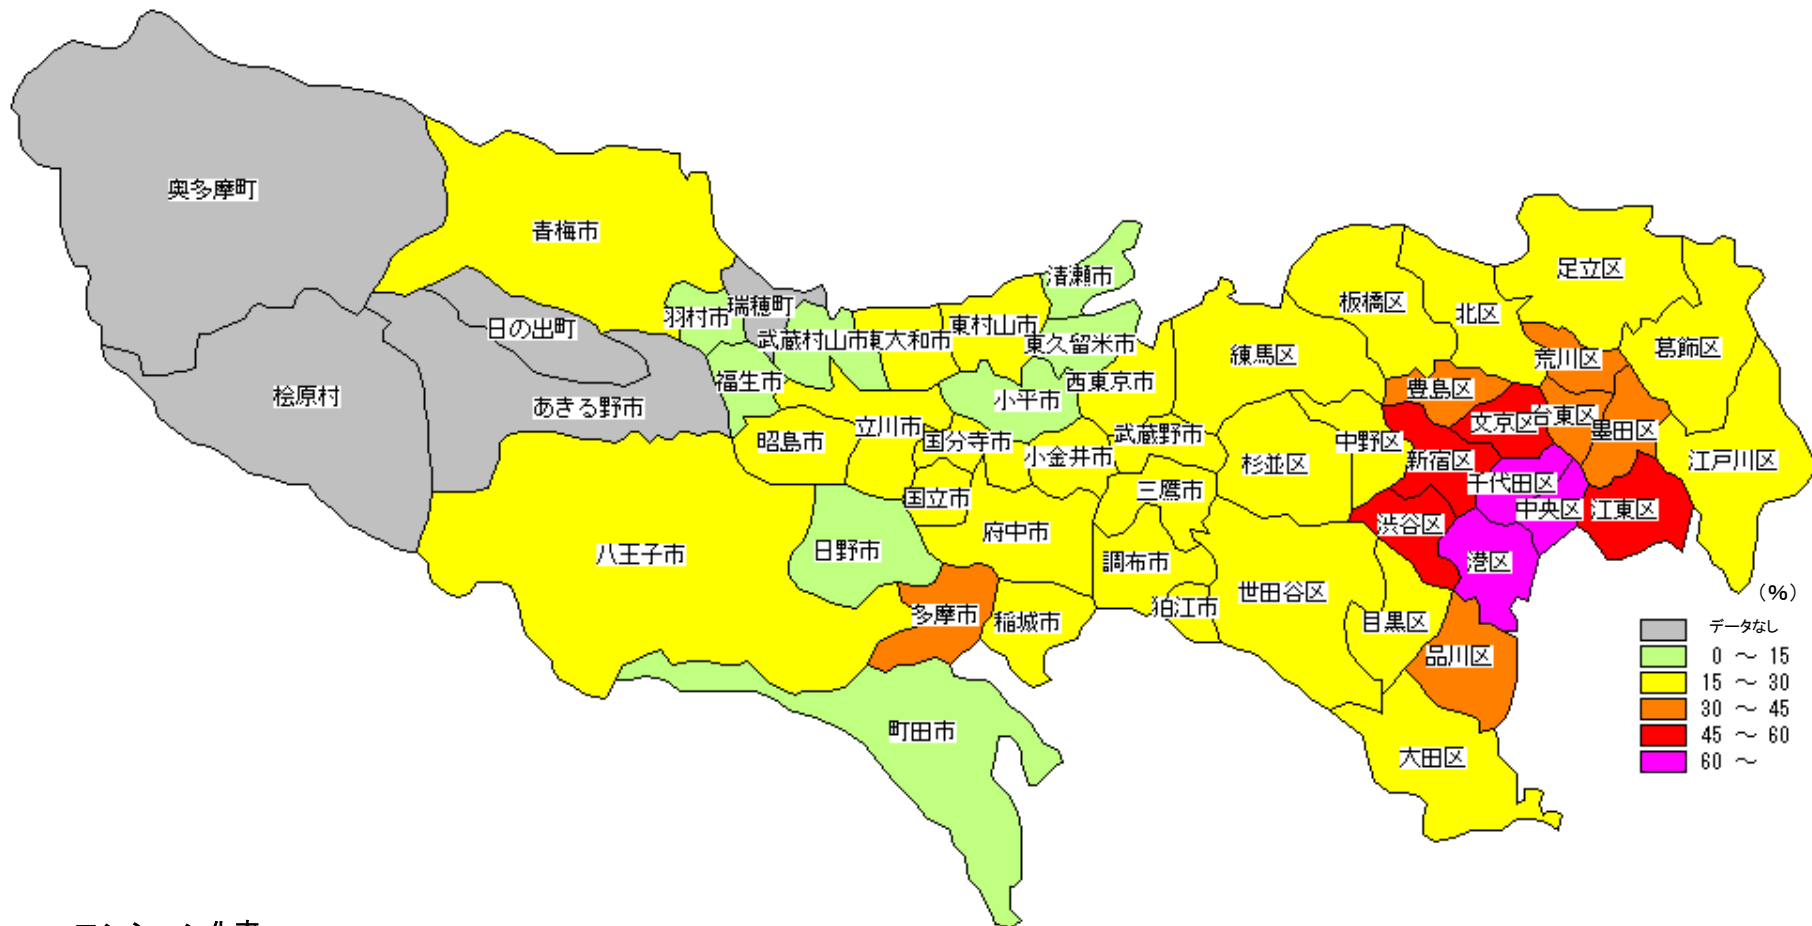 奥多摩町
青梅市
清瀬市
足立区
瑞穂町
板橋区
北区
羽村市
日の出町
武蔵村山市
東大和市
東村山市
東久留米市
練馬区
荒川区
葛飾区
福生市
西東京市
豊島区
桧原村
あきる野市
小平市
文京区
台東区
墨田区
昭島市
立川市
国分寺市
小金井市
武蔵野市
中野区
杉並区
新宿区
江戸川区
千代田区
国立市
三鷹市
中央区
江東区
渋谷区
府中市
日野市
八王子市
調布市
港区
世田谷区
多摩市
稲城市
狛江市
目黒区
品川区
町田市
大田区
(%)
データなし
0 ~ 15
15 ~ 30
30 ~ 45
45 ~ 60
60 ~